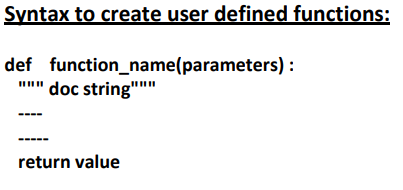 Syntax to create user defined functions:
def function_name(parameters) :
""" doc string"""
----
-----
return value